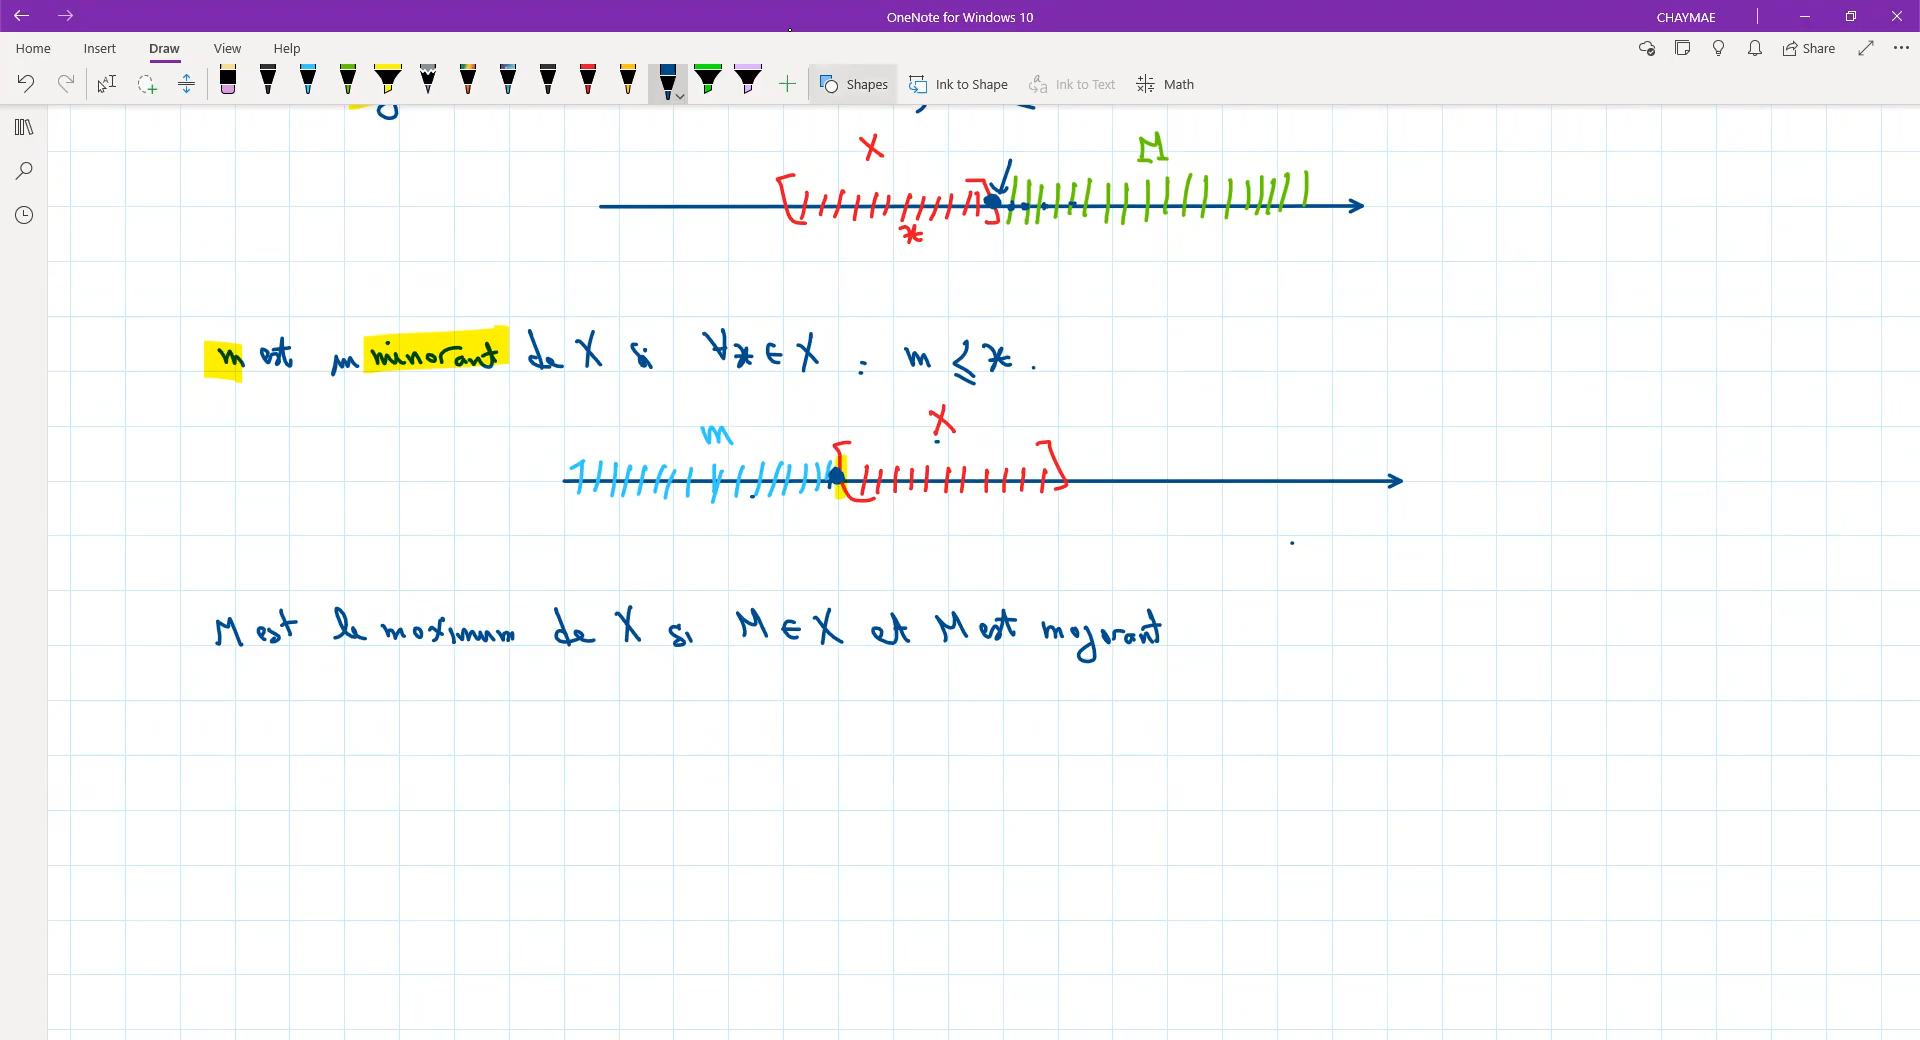 OneNote for Windows 10
CHAYMAE
Home Insert Draw View Help
Share
Shapes Ink to Shape Ink to Text Math
X M
x
m est un minorant de X si ∀x ∈ X : m ≤ x .
m X
M est le maximum de X si M ∈ X et M est majorant